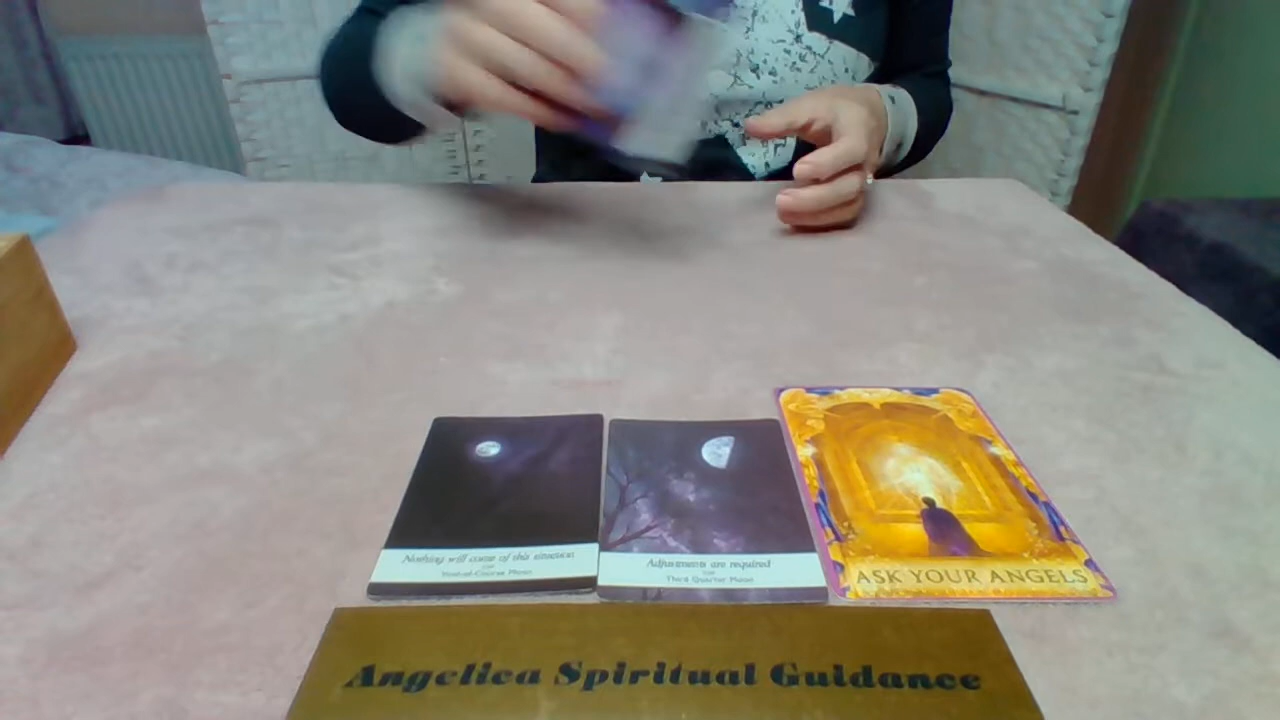 Nothing will come of this situation
Void-of-Course Moon
Adjustments are required
Third Quarter Moon
ASK YOUR ANGELS
Angelica Spiritual Guidance